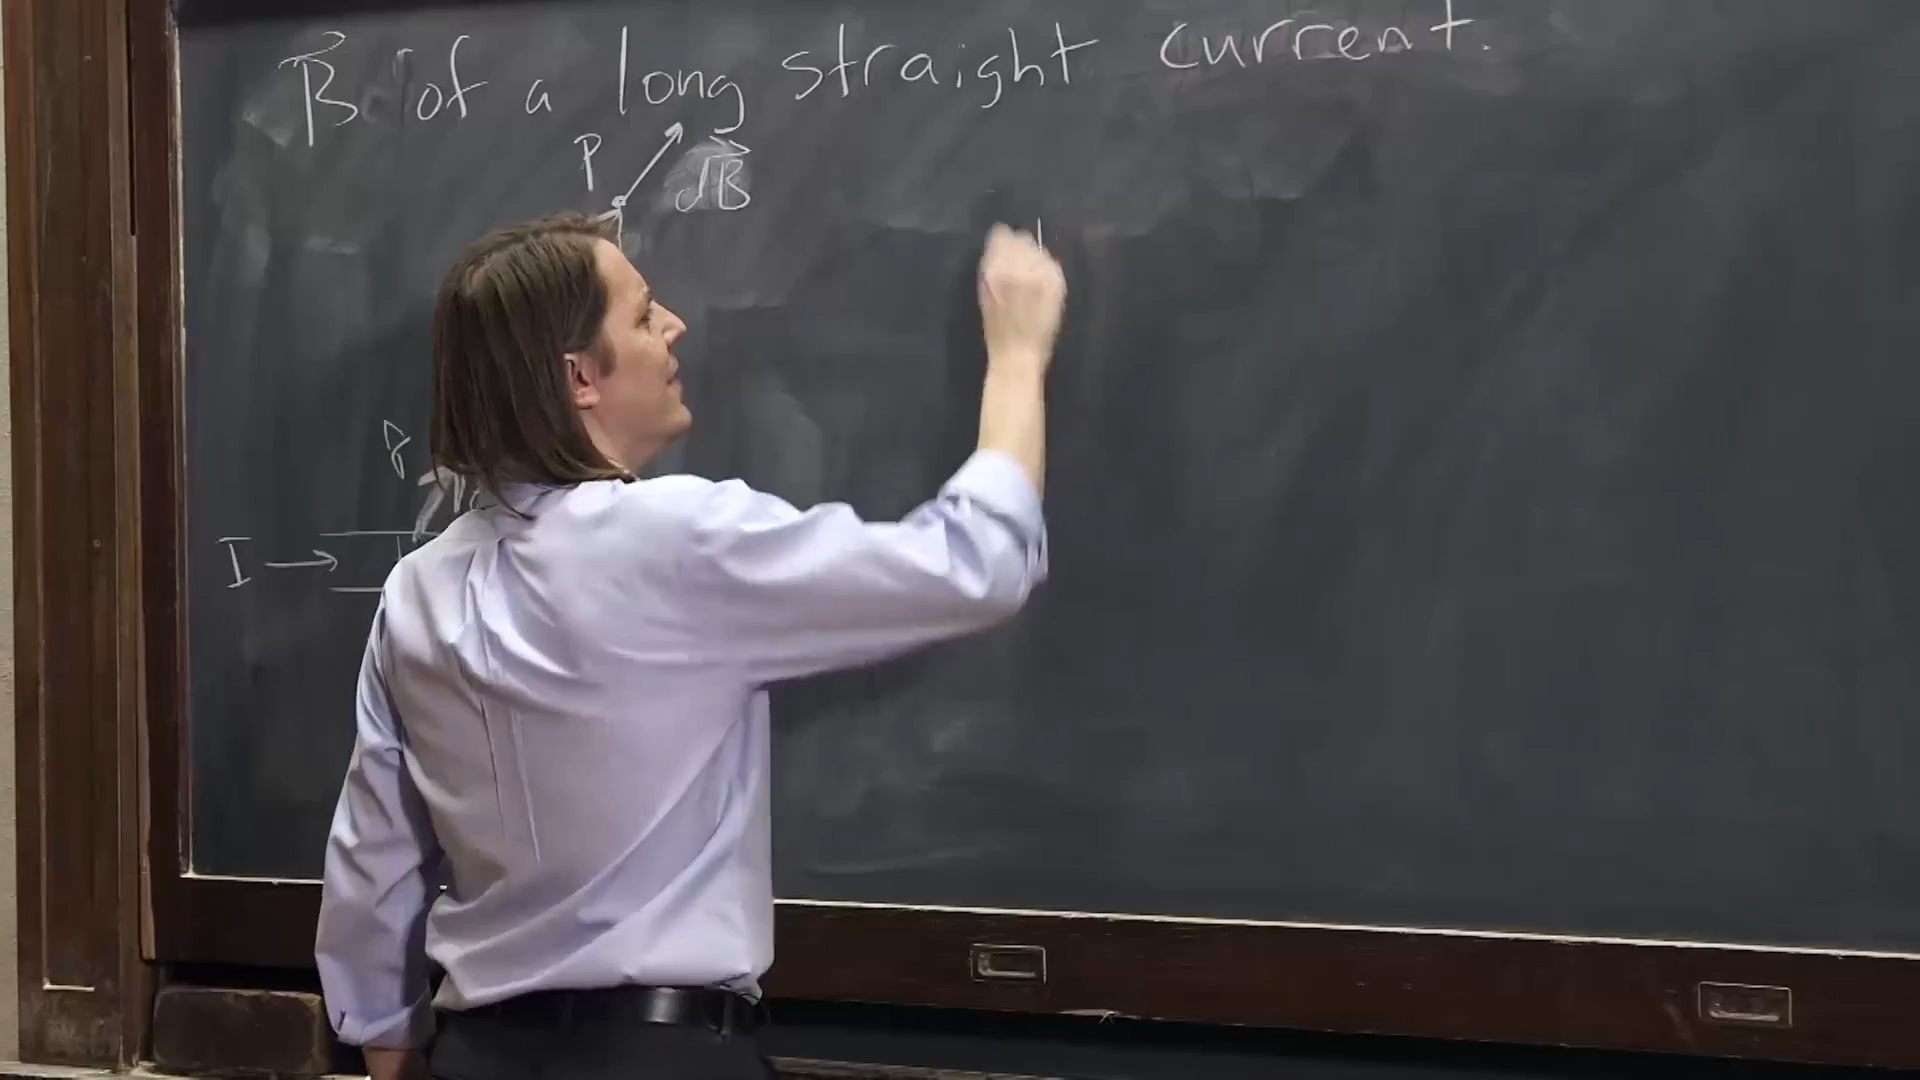 B⃗ of a long straight current.
P
dB⃗
r̂
I →